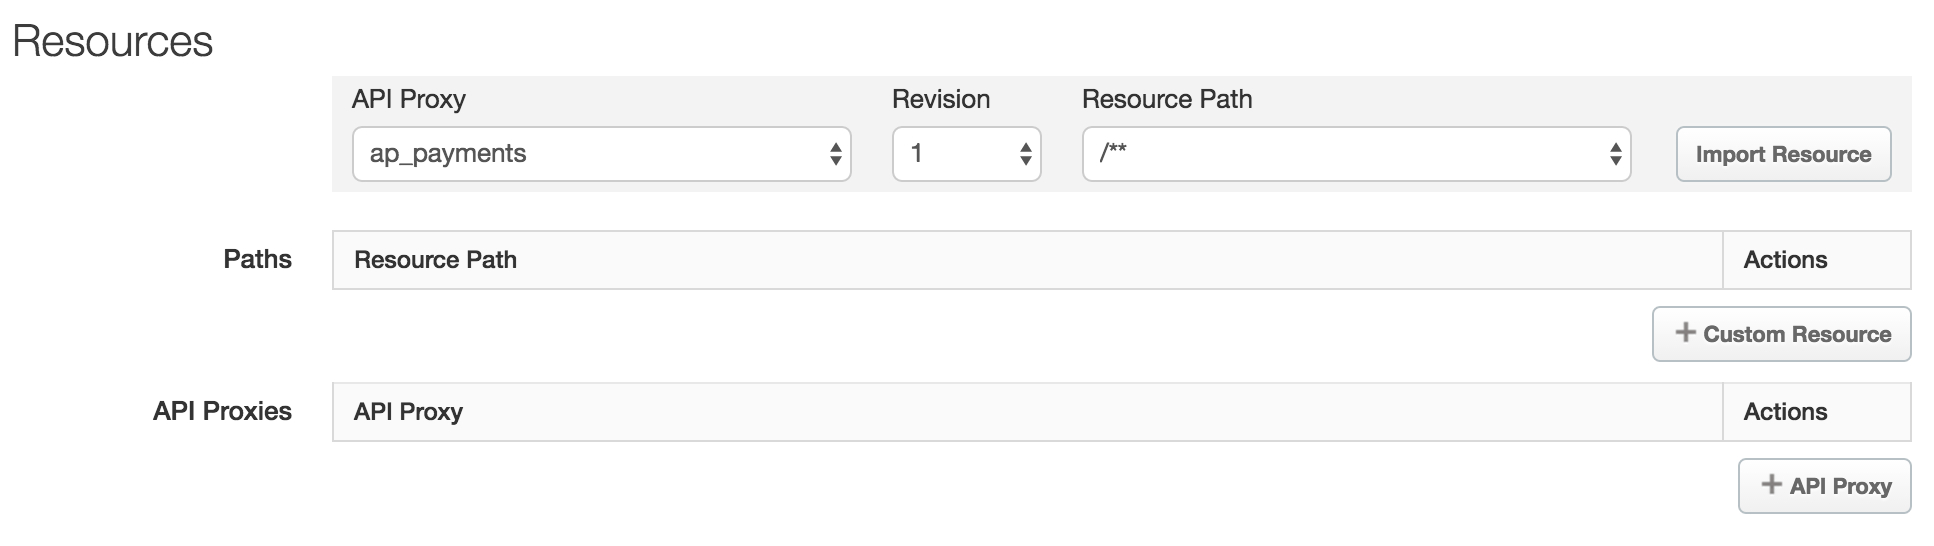 Resources
API Proxy Revision Resource Path
ap_payments 1 /** Import Resource
Paths Resource Path Actions
+ Custom Resource
API Proxies API Proxy Actions
+ API Proxy